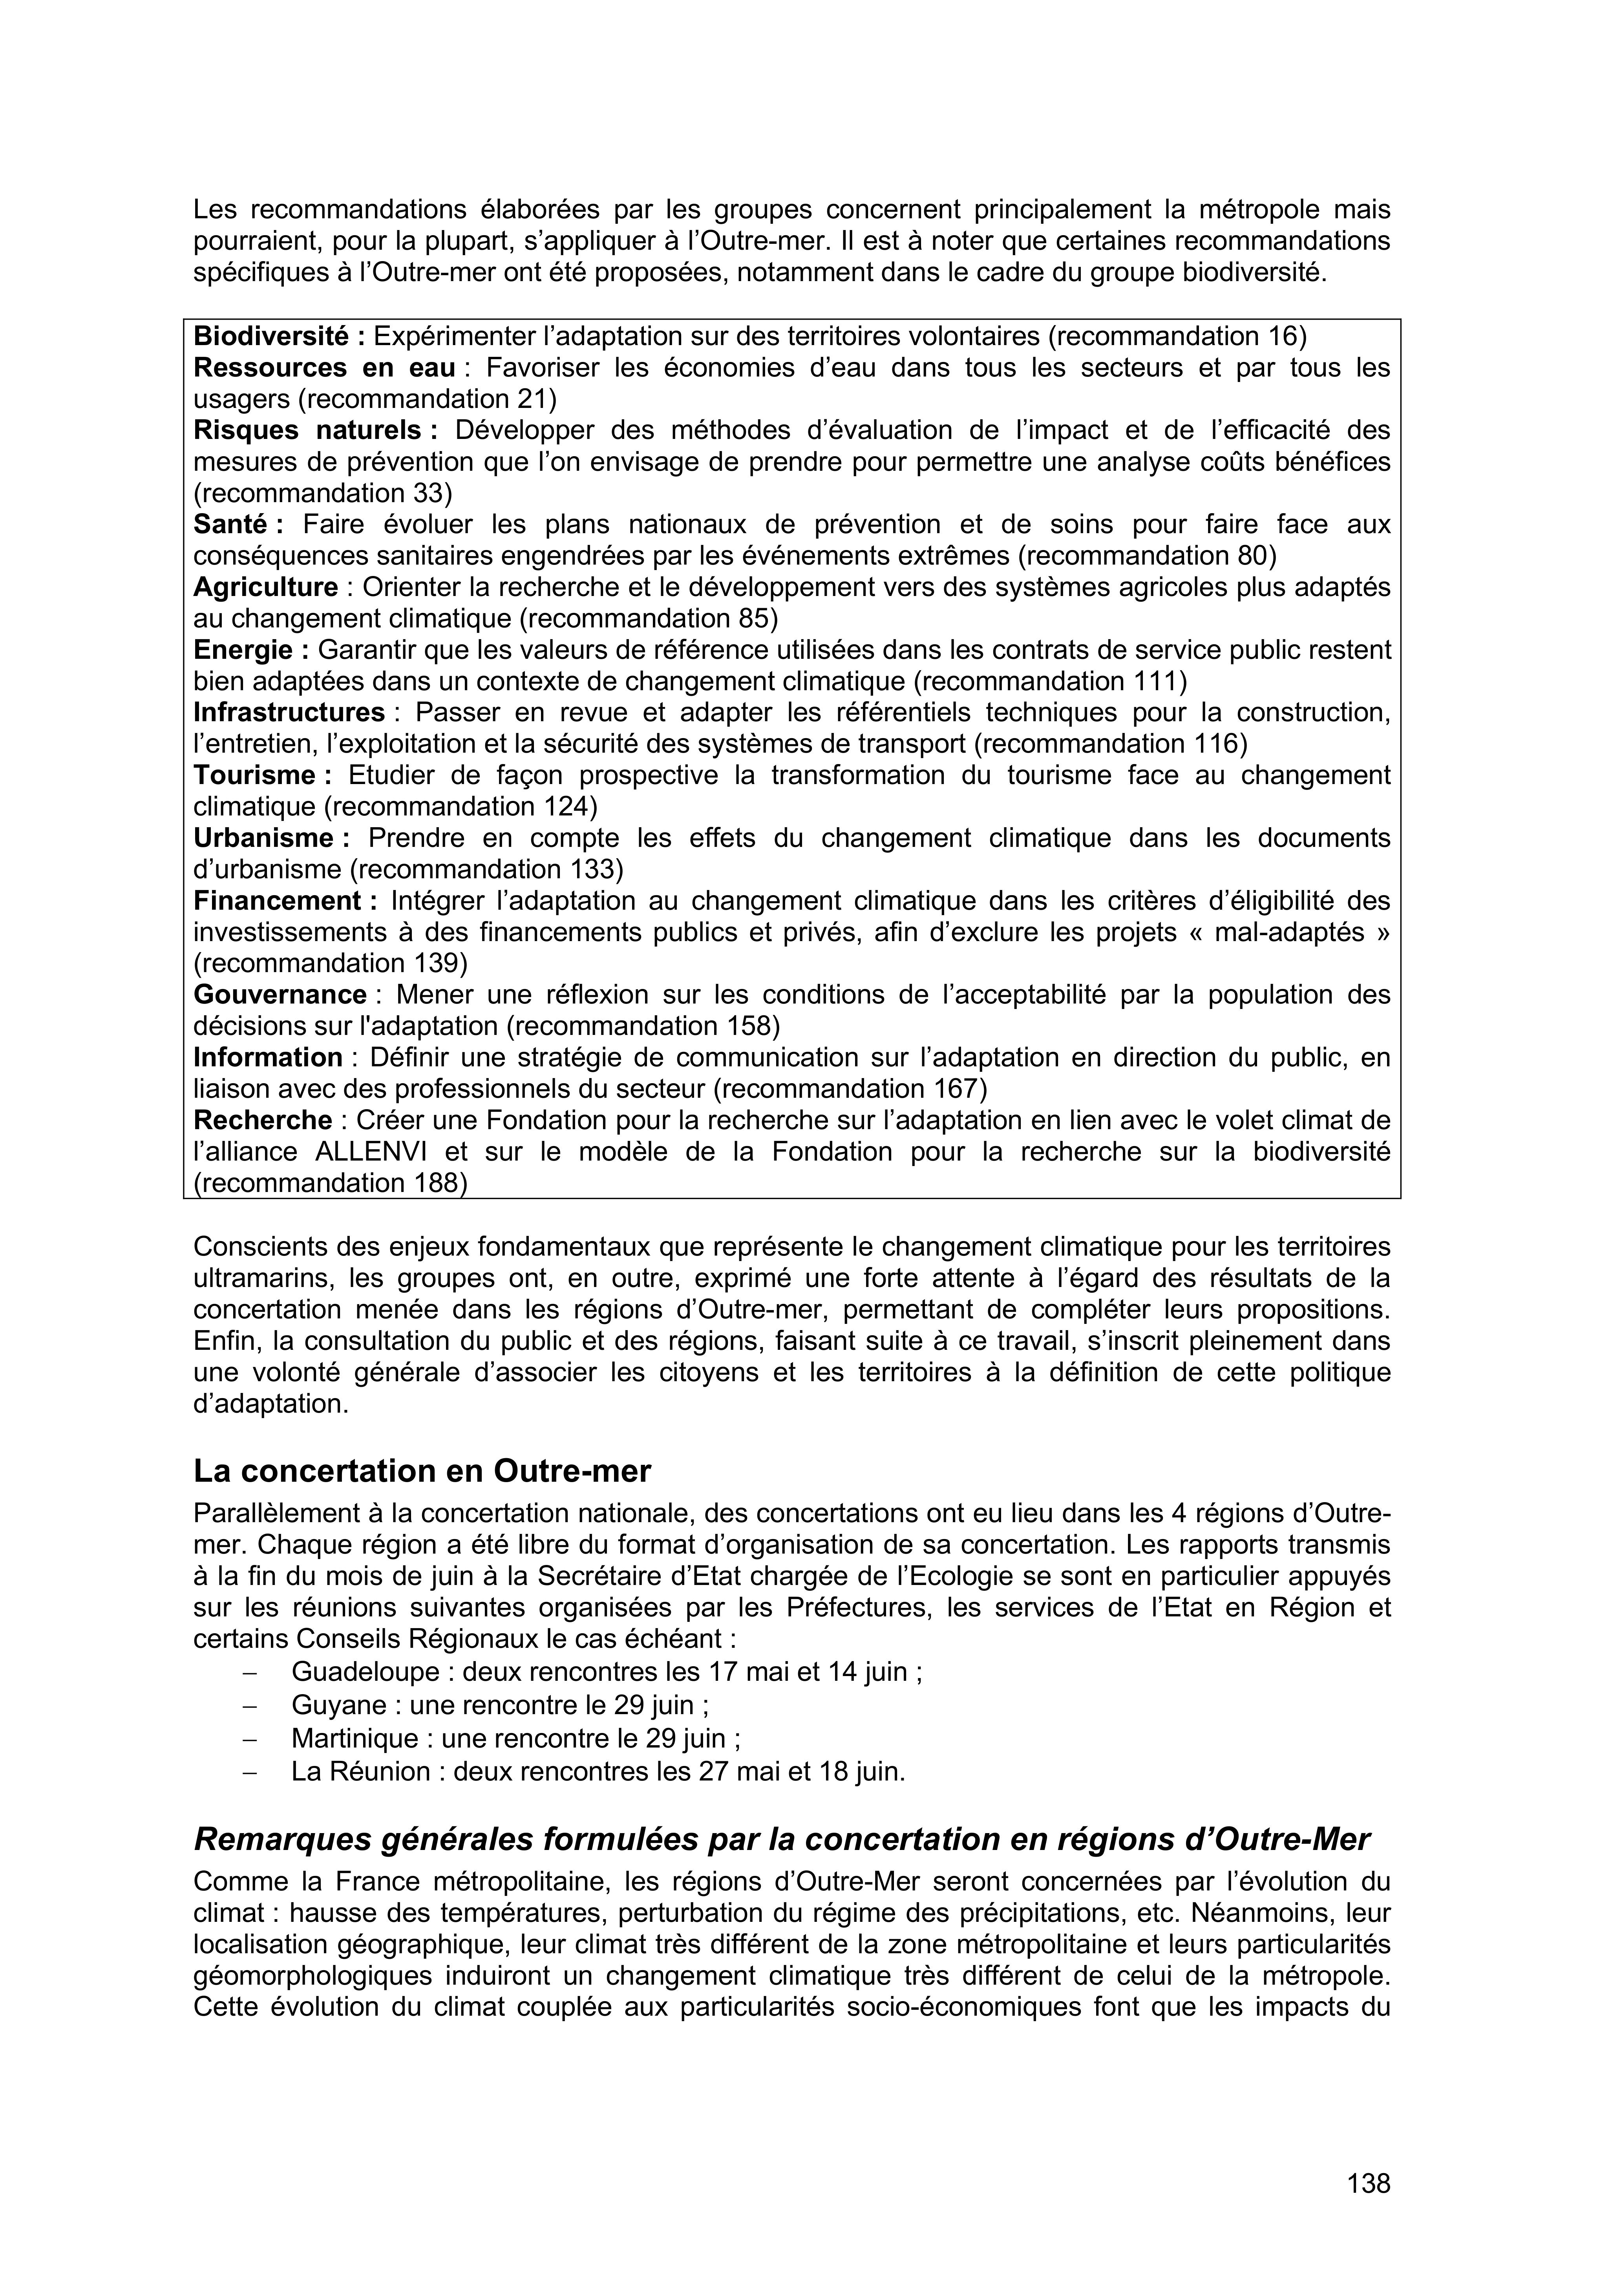 Les recommandations élaborées par les groupes concernent principalement la métropole mais
pourraient, pour la plupart, s’appliquer à l’Outre-mer. Il est à noter que certaines recommandations
spécifiques à l’Outre-mer ont été proposées, notamment dans le cadre du groupe biodiversité.
Biodiversité : Expérimenter l’adaptation sur des territoires volontaires (recommandation 16)
Ressources en eau : Favoriser les économies d’eau dans tous les secteurs et par tous les
usagers (recommandation 21)
Risques naturels : Développer des méthodes d’évaluation de l’impact et de l’efficacité des
mesures de prévention que l’on envisage de prendre pour permettre une analyse coûts bénéfices
(recommandation 33)
Santé : Faire évoluer les plans nationaux de prévention et de soins pour faire face aux
conséquences sanitaires engendrées par les événements extrêmes (recommandation 80)
Agriculture : Orienter la recherche et le développement vers des systèmes agricoles plus adaptés
au changement climatique (recommandation 85)
Energie : Garantir que les valeurs de référence utilisées dans les contrats de service public restent
bien adaptées dans un contexte de changement climatique (recommandation 111)
Infrastructures : Passer en revue et adapter les référentiels techniques pour la construction,
l’entretien, l’exploitation et la sécurité des systèmes de transport (recommandation 116)
Tourisme : Etudier de façon prospective la transformation du tourisme face au changement
climatique (recommandation 124)
Urbanisme : Prendre en compte les effets du changement climatique dans les documents
d’urbanisme (recommandation 133)
Financement : Intégrer l’adaptation au changement climatique dans les critères d’éligibilité des
investissements à des financements publics et privés, afin d’exclure les projets « mal-adaptés »
(recommandation 139)
Gouvernance : Mener une réflexion sur les conditions de l’acceptabilité par la population des
décisions sur l'adaptation (recommandation 158)
Information : Définir une stratégie de communication sur l’adaptation en direction du public, en
liaison avec des professionnels du secteur (recommandation 167)
Recherche : Créer une Fondation pour la recherche sur l’adaptation en lien avec le volet climat de
l’alliance ALLENVI et sur le modèle de la Fondation pour la recherche sur la biodiversité
(recommandation 188)
Conscients des enjeux fondamentaux que représente le changement climatique pour les territoires
ultramarins, les groupes ont, en outre, exprimé une forte attente à l’égard des résultats de la
concertation menée dans les régions d’Outre-mer, permettant de compléter leurs propositions.
Enfin, la consultation du public et des régions, faisant suite à ce travail, s’inscrit pleinement dans
une volonté générale d’associer les citoyens et les territoires à la définition de cette politique
d’adaptation.
La concertation en Outre-mer
Parallèlement à la concertation nationale, des concertations ont eu lieu dans les 4 régions d’Outre-
mer. Chaque région a été libre du format d’organisation de sa concertation. Les rapports transmis
à la fin du mois de juin à la Secrétaire d’Etat chargée de l’Ecologie se sont en particulier appuyés
sur les réunions suivantes organisées par les Préfectures, les services de l’Etat en Région et
certains Conseils Régionaux le cas échéant :
– Guadeloupe : deux rencontres les 17 mai et 14 juin ;
– Guyane : une rencontre le 29 juin ;
– Martinique : une rencontre le 29 juin ;
– La Réunion : deux rencontres les 27 mai et 18 juin.
Remarques générales formulées par la concertation en régions d’Outre-Mer
Comme la France métropolitaine, les régions d’Outre-Mer seront concernées par l’évolution du
climat : hausse des températures, perturbation du régime des précipitations, etc. Néanmoins, leur
localisation géographique, leur climat très différent de la zone métropolitaine et leurs particularités
géomorphologiques induiront un changement climatique très différent de celui de la métropole.
Cette évolution du climat couplée aux particularités socio-économiques font que les impacts du
138